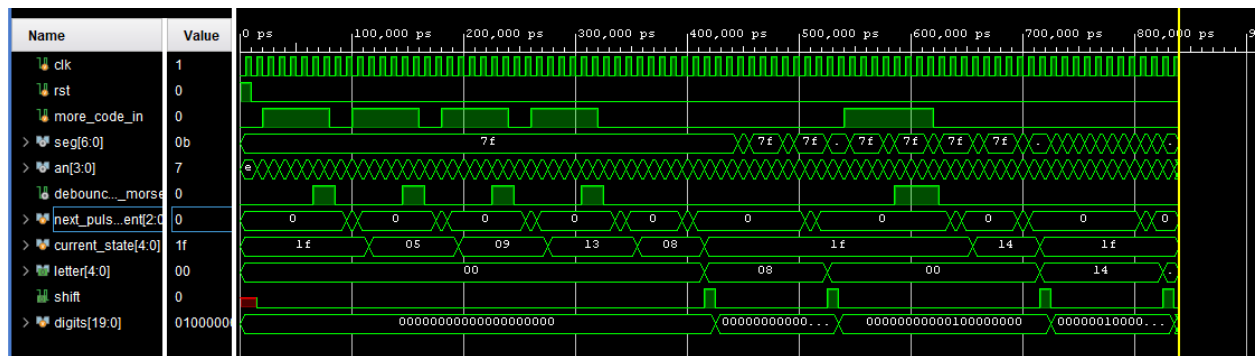 Name Value 0 ps 100,000 ps 200,000 ps 300,000 ps 400,000 ps 500,000 ps 600,000 ps 700,000 ps 800,000 ps
clk 1
rst 0
more_code_in 0
seg[6:0] 0b 7f 7f 7f . 7f 7f 7f 7f . .
an[3:0] 7 e
debounc..._morse 0
next_puls...ent[2:0 0 0 0 0 0 0 0 0 0 0 0 0
current_state[4:0] 1f 1f 05 09 13 08 1f 14 1f
letter[4:0] 00 00 08 00 14 .
shift 0
digits[19:0] 01000000 00000000000000000000 00000000000... 00000000000100000000 00000010000...